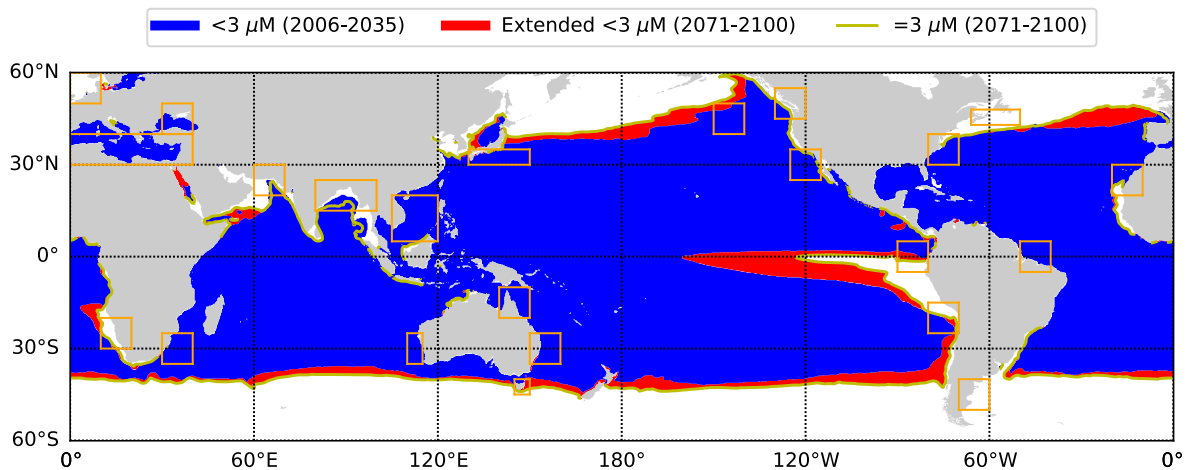 <3 μM (2006-2035) Extended <3 μM (2071-2100) =3 μM (2071-2100)
60°N
30°N
0°
30°S
60°S
0° 60°E 120°E 180° 120°W 60°W 0°